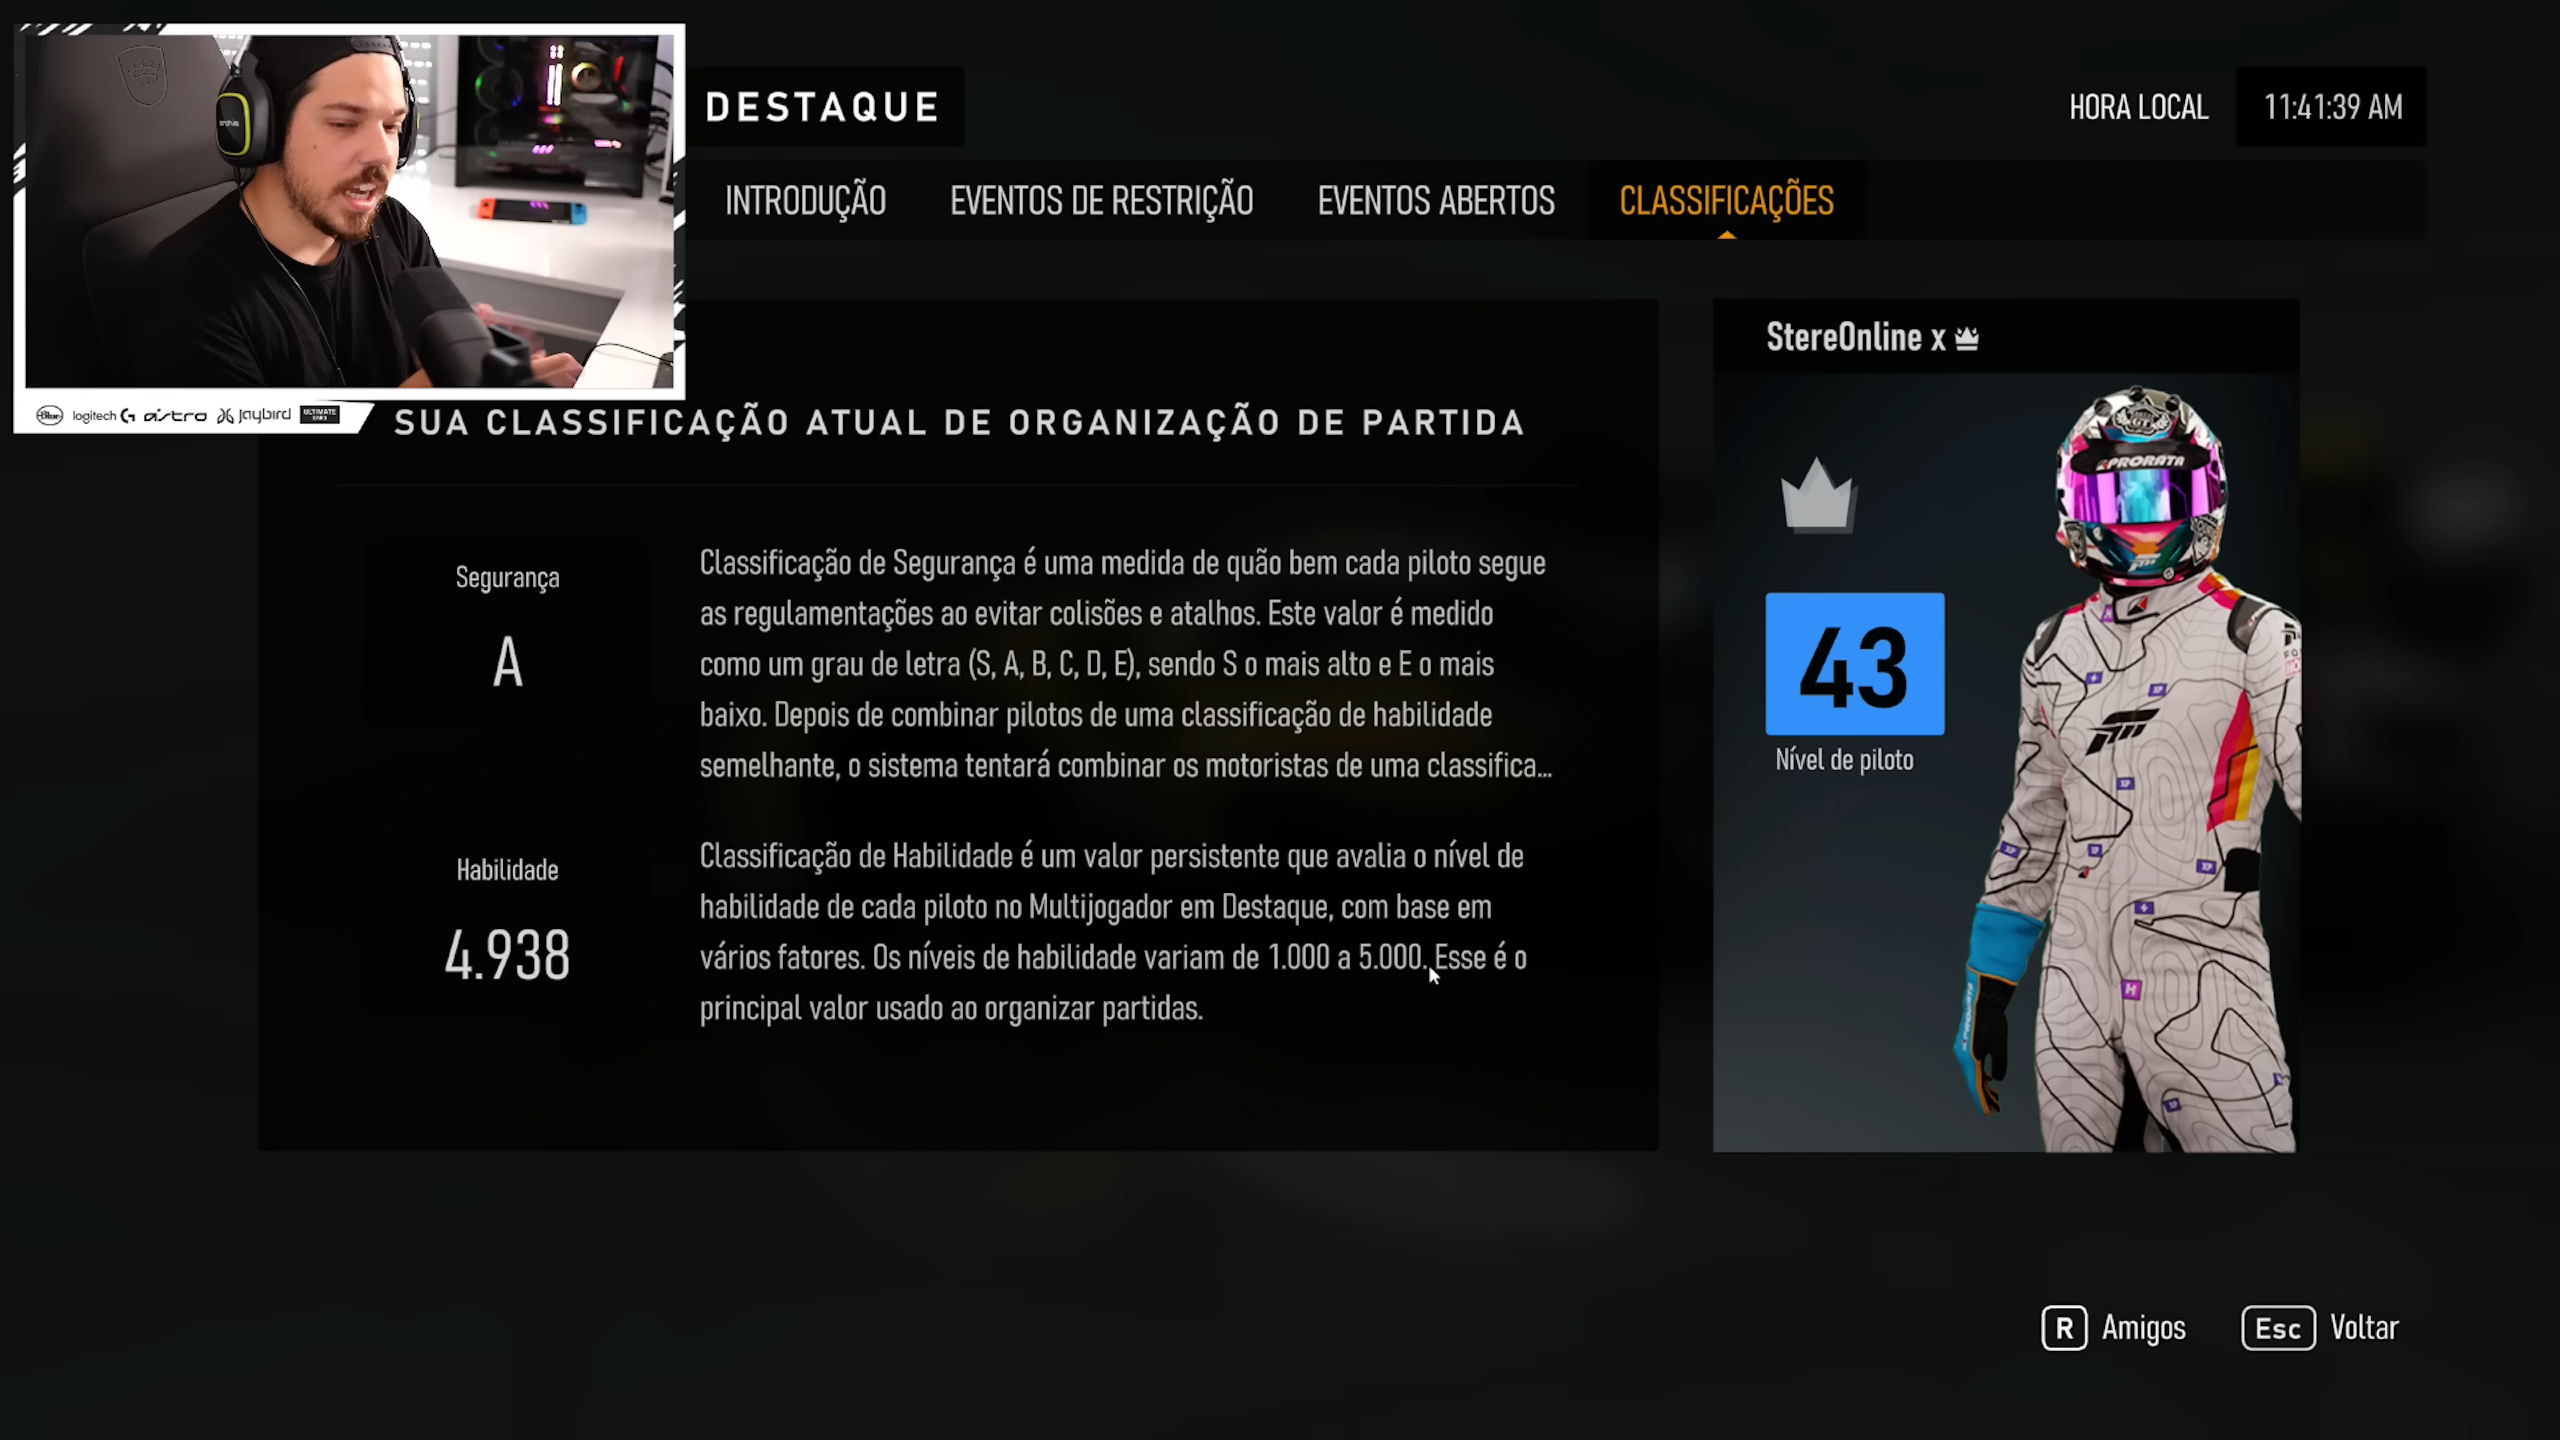 DESTAQUE
HORA LOCAL
11:41:39 AM
INTRODUÇÃO
EVENTOS DE RESTRIÇÃO
EVENTOS ABERTOS
CLASSIFICAÇÕES
Blue logitech G ASTRO Jaybird ULTIMATE EARS
SUA CLASSIFICAÇÃO ATUAL DE ORGANIZAÇÃO DE PARTIDA
Segurança
A
Classificação de Segurança é uma medida de quão bem cada piloto segue
as regulamentações ao evitar colisões e atalhos. Este valor é medido
como um grau de letra (S, A, B, C, D, E), sendo S o mais alto e E o mais
baixo. Depois de combinar pilotos de uma classificação de habilidade
semelhante, o sistema tentará combinar os motoristas de uma classifica...
Habilidade
4.938
Classificação de Habilidade é um valor persistente que avalia o nível de
habilidade de cada piloto no Multijogador em Destaque, com base em
vários fatores. Os níveis de habilidade variam de 1.000 a 5.000. Esse é o
principal valor usado ao organizar partidas.
StereOnline x
43
Nível de piloto
PRORATA
R Amigos
Esc Voltar